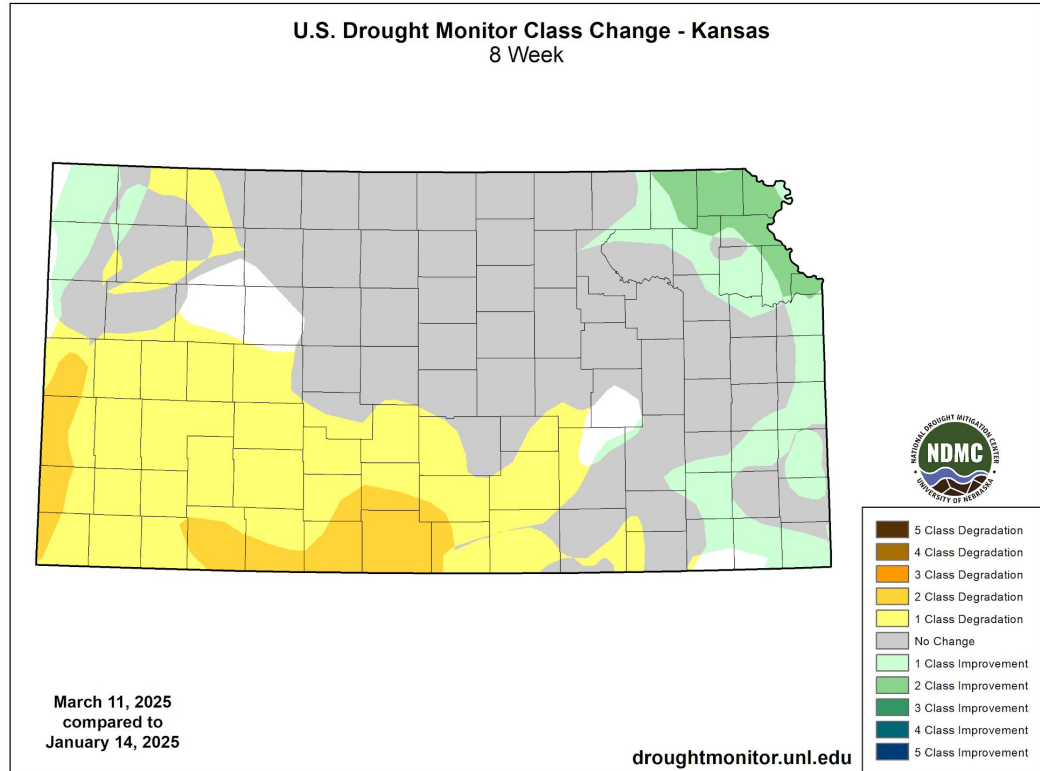 U.S. Drought Monitor Class Change - Kansas
8 Week
NATIONAL DROUGHT MITIGATION CENTER
NDMC
UNIVERSITY OF NEBRASKA
5 Class Degradation
4 Class Degradation
3 Class Degradation
2 Class Degradation
1 Class Degradation
No Change
1 Class Improvement
2 Class Improvement
3 Class Improvement
4 Class Improvement
5 Class Improvement
March 11, 2025
compared to
January 14, 2025
droughtmonitor.unl.edu